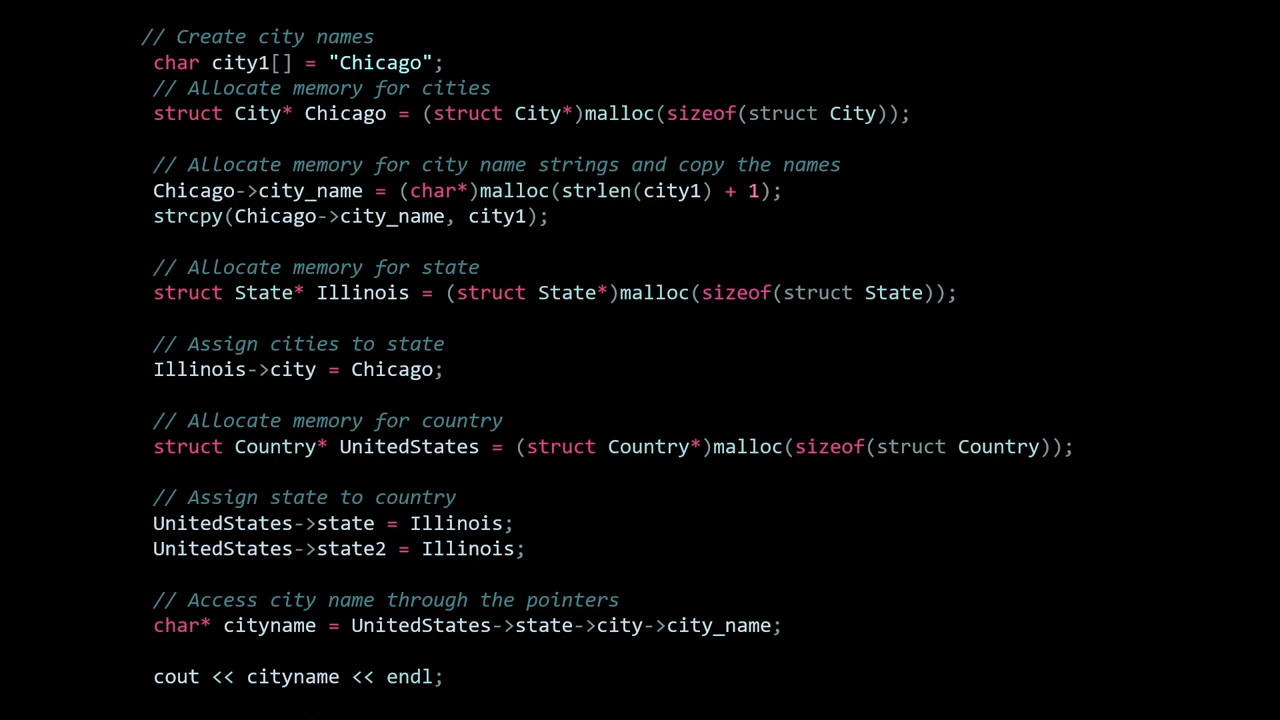 // Create city names
char city1[] = "Chicago";
// Allocate memory for cities
struct City* Chicago = (struct City*)malloc(sizeof(struct City));
// Allocate memory for city name strings and copy the names
Chicago->city_name = (char*)malloc(strlen(city1) + 1);
strcpy(Chicago->city_name, city1);
// Allocate memory for state
struct State* Illinois = (struct State*)malloc(sizeof(struct State));
// Assign cities to state
Illinois->city = Chicago;
// Allocate memory for country
struct Country* UnitedStates = (struct Country*)malloc(sizeof(struct Country));
// Assign state to country
UnitedStates->state = Illinois;
UnitedStates->state2 = Illinois;
// Access city name through the pointers
char* cityname = UnitedStates->state->city->city_name;
cout << cityname << endl;